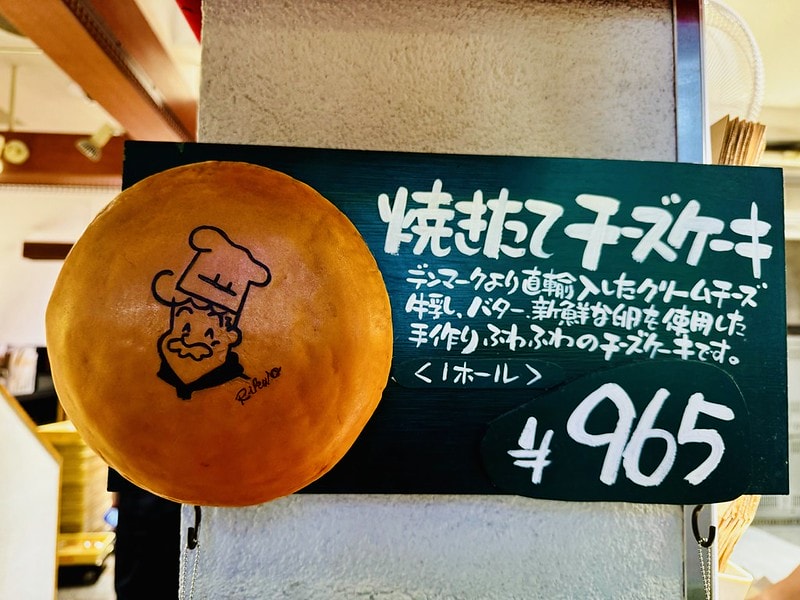 焼きたてチーズケーキ
デンマークより直輸入したクリームチーズ
牛乳、バター、新鮮な卵を使用した
手作りふわふわのチーズケーキです。
<1ホール>
¥965
Rikuro